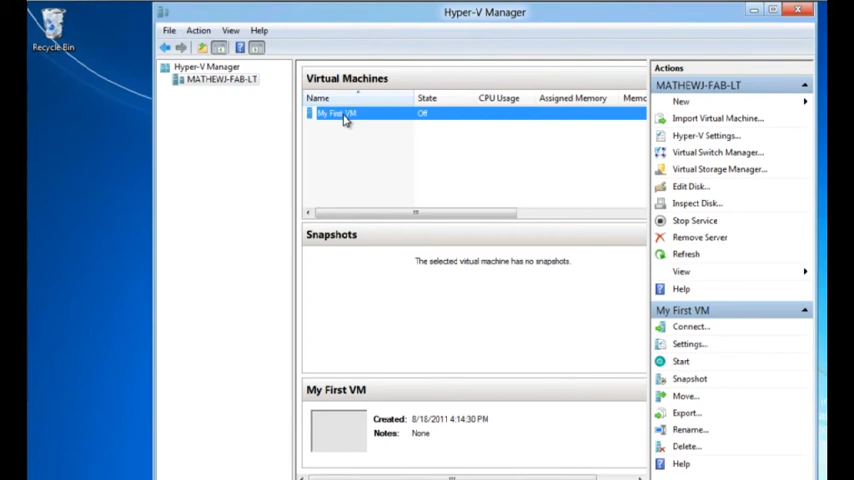 Hyper-V Manager
Recycle Bin
File Action View Help
Hyper-V Manager
MATHEWJ-FAB-LT
Virtual Machines
Name State CPU Usage Assigned Memory Memo
My First VM Off
Snapshots
The selected virtual machine has no snapshots.
My First VM
Created: 8/18/2011 4:14:30 PM
Notes: None
Actions
MATHEWJ-FAB-LT
New
Import Virtual Machine...
Hyper-V Settings...
Virtual Switch Manager...
Virtual Storage Manager...
Edit Disk...
Inspect Disk...
Stop Service
Remove Server
Refresh
View
Help
My First VM
Connect...
Settings...
Start
Snapshot
Move...
Export...
Rename...
Delete...
Help